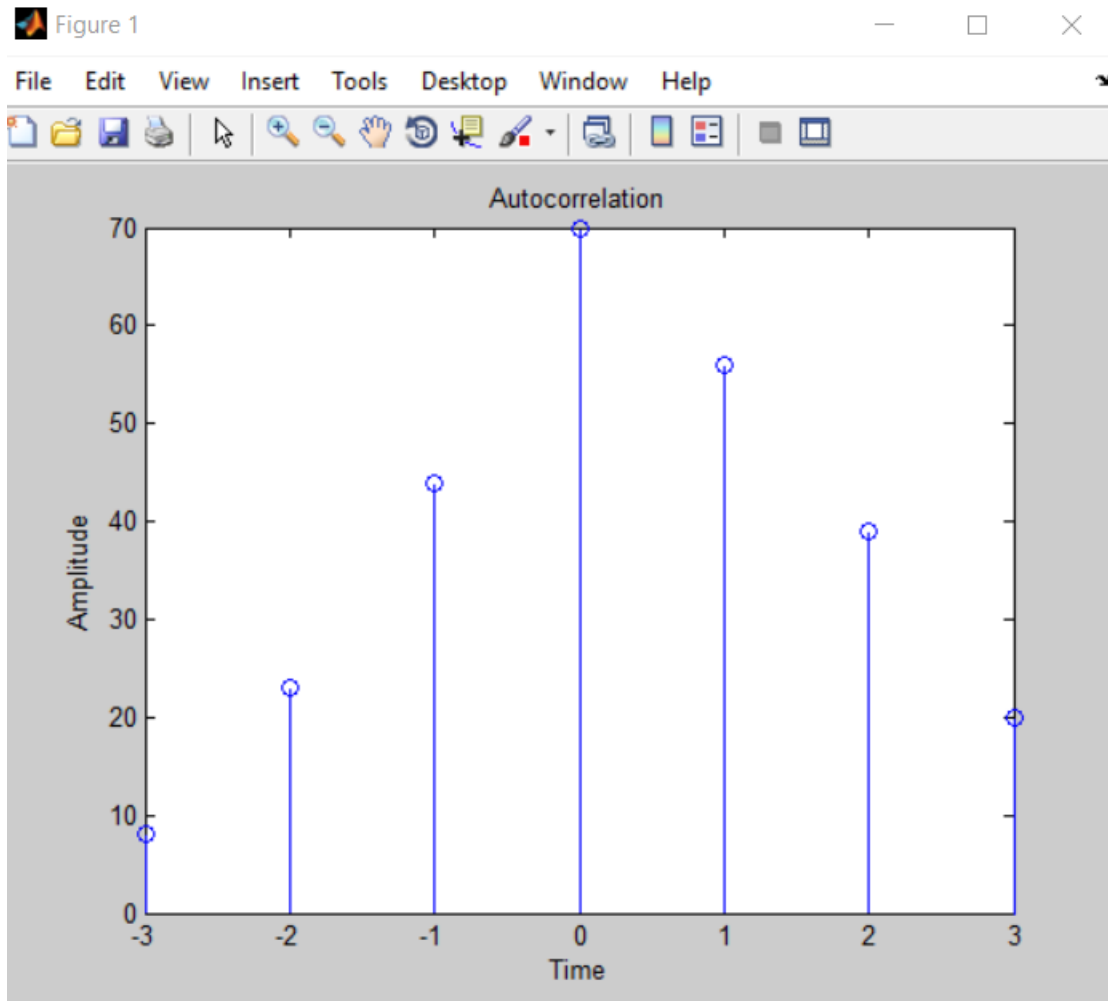 Figure 1
File Edit View Insert Tools Desktop Window Help
Autocorrelation
70
60
50
40
30
20
10
0
Amplitude
-3 -2 -1 0 1 2 3
Time